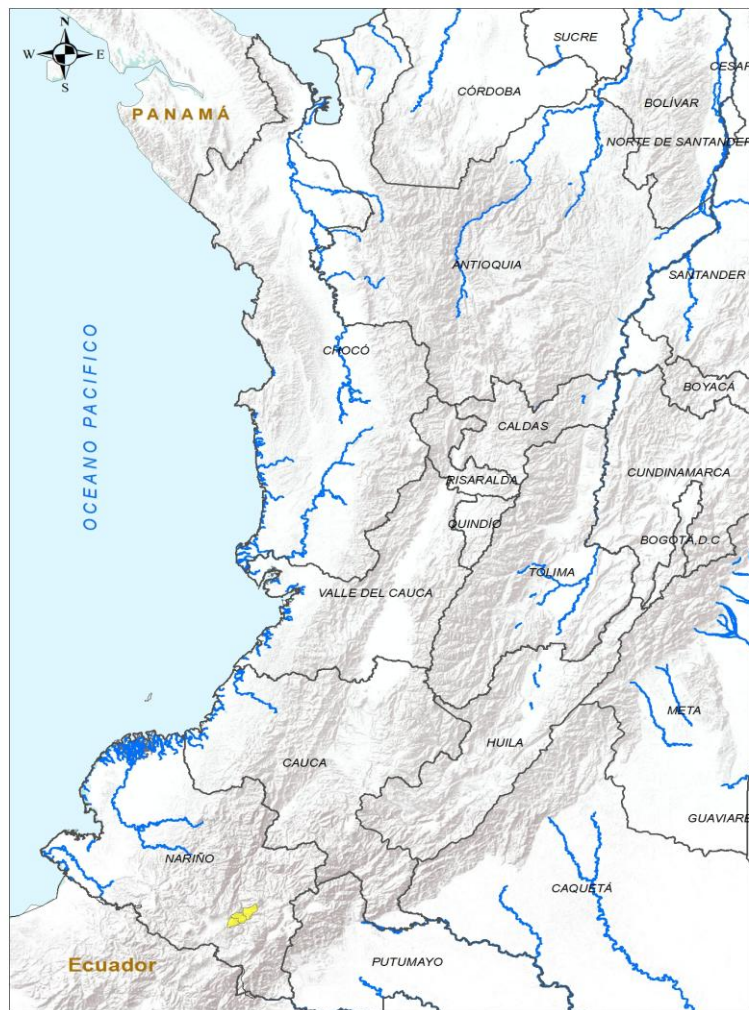 N
W E
S
SUCRE
CESAR
CÓRDOBA
BOLÍVAR
PANAMÁ
NORTE DE SANTANDER
ANTIOQUIA
SANTANDER
OCEANO PACIFICO
CHOCÓ
BOYACÁ
CALDAS
CUNDINAMARCA
RISARALDA
QUINDÍO
BOGOTÁ,D.C
TOLIMA
VALLE DEL CAUCA
META
HUILA
CAUCA
GUAVIARE
NARIÑO
CAQUETÁ
PUTUMAYO
Ecuador